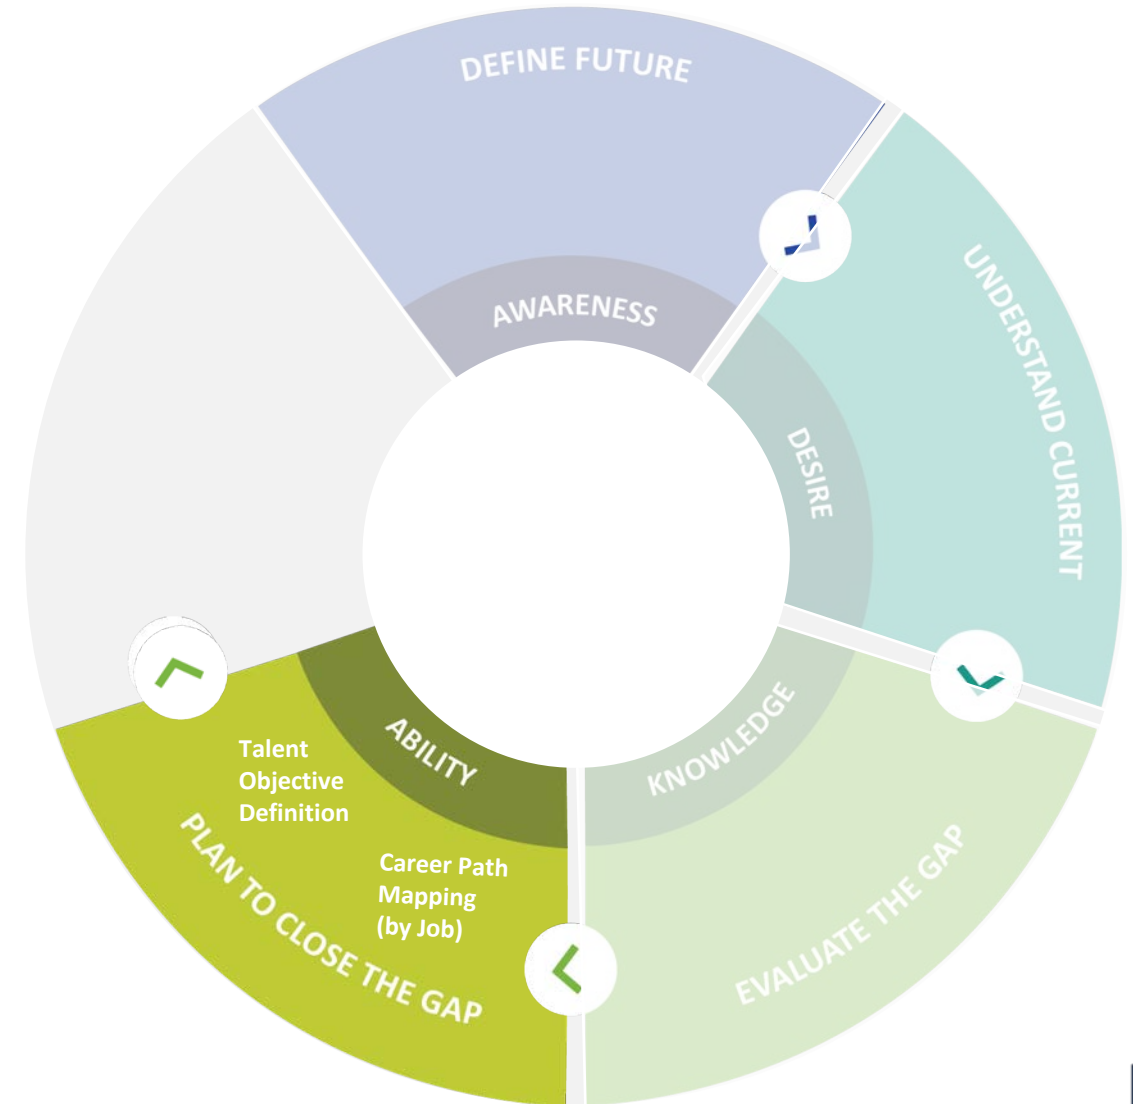 DEFINE FUTURE
AWARENESS
UNDERSTAND CURRENT
DESIRE
KNOWLEDGE
EVALUATE THE GAP
ABILITY
Talent
Objective
Definition
Career Path
Mapping
(by Job)
PLAN TO CLOSE THE GAP